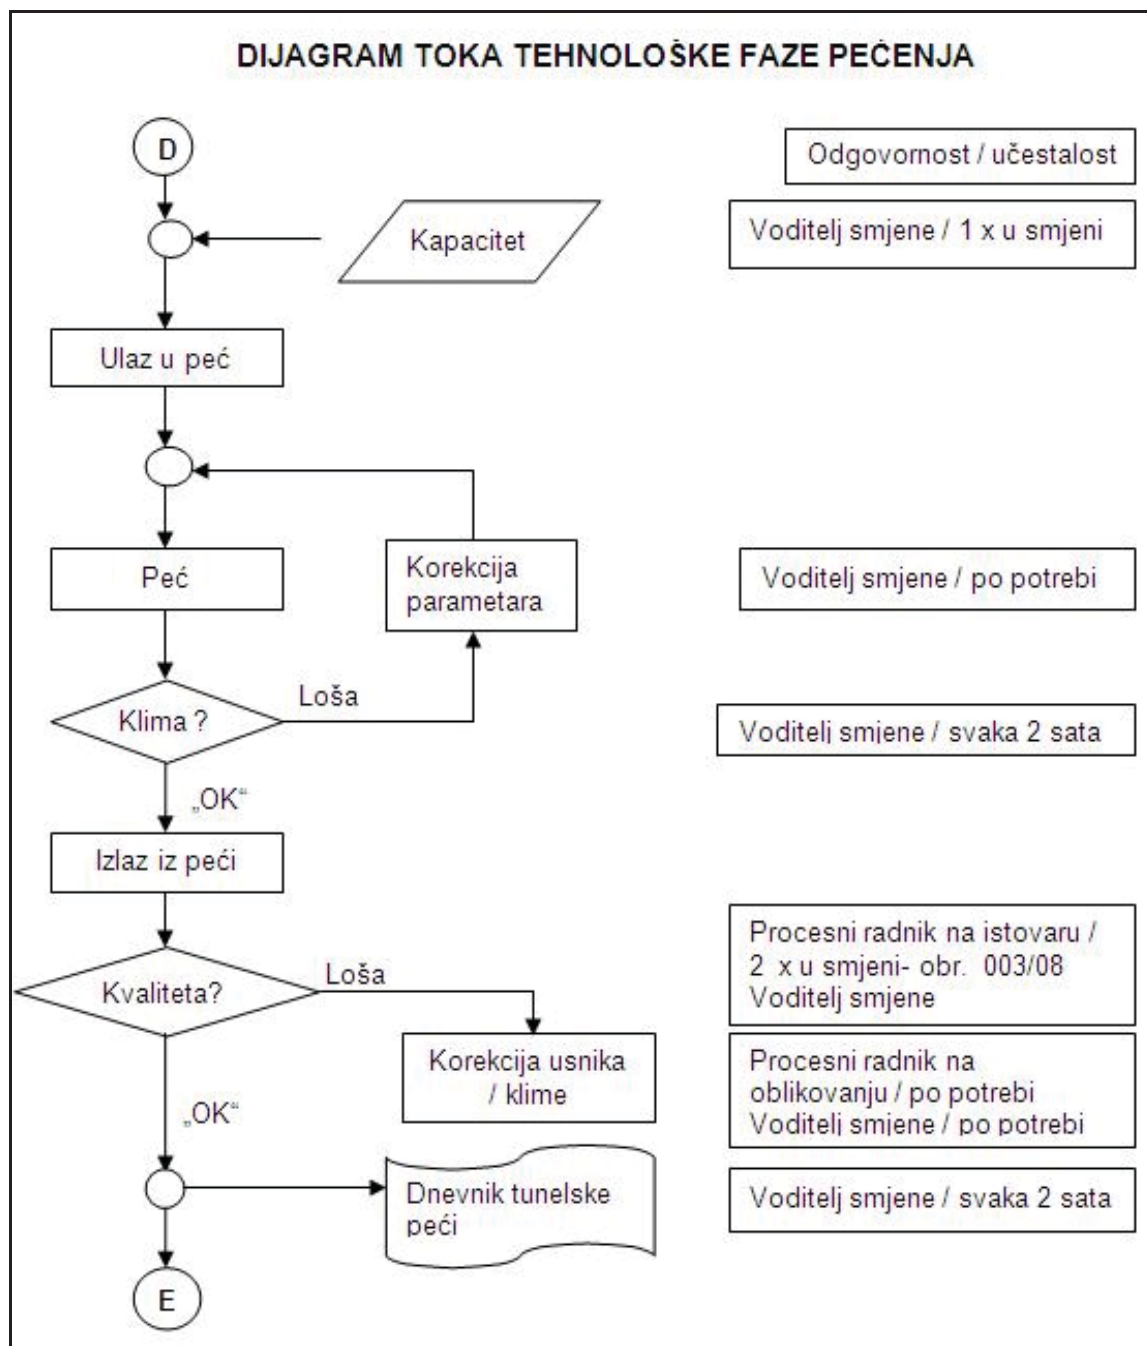 DIJAGRAM TOKA TEHNOLOŠKE FAZE PEČENJA
D
Odgovornost / učestalost
Kapacitet
Voditelj smjene / 1 x u smjeni
Ulaz u peć
Peć
Korekcija
parametara
Voditelj smjene / po potrebi
Klima ?
Loša
Voditelj smjene / svaka 2 sata
„OK“
Izlaz iz peći
Kvaliteta?
Loša
Procesni radnik na istovaru /
2 x u smjeni- obr. 003/08
Voditelj smjene
Korekcija usnika
/ klime
Procesni radnik na
oblikovanju / po potrebi
Voditelj smjene / po potrebi
„OK“
Dnevnik tunelske
peći
Voditelj smjene / svaka 2 sata
E